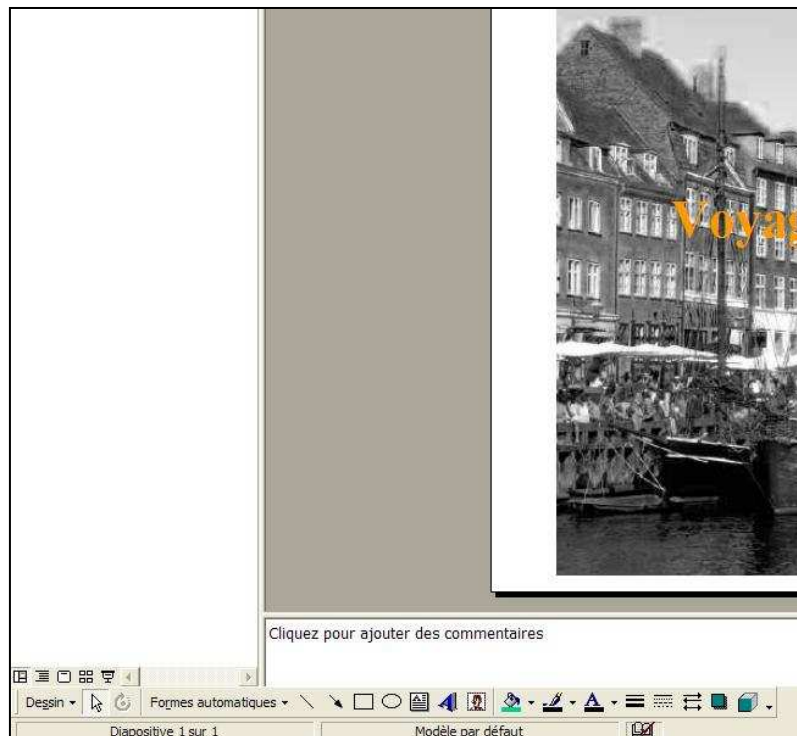 Voyag
Cliquez pour ajouter des commentaires
Dessin
Formes automatiques
Diapositive 1 sur 1
Modèle par défaut